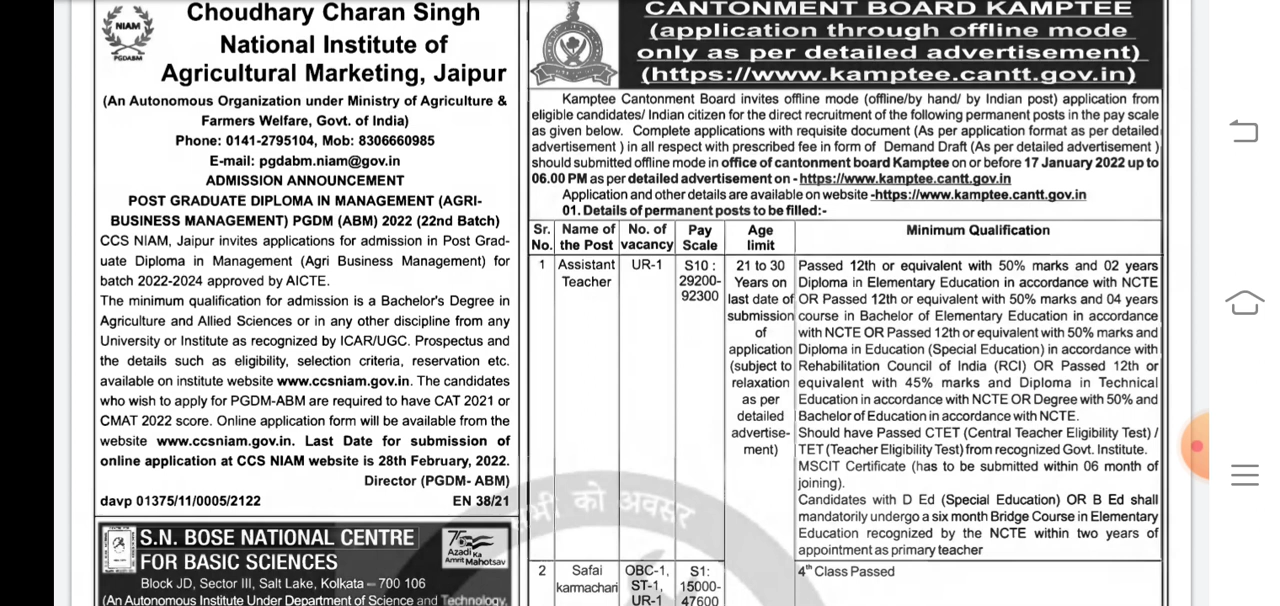 NIAM
PGDABM
Choudhary Charan Singh
National Institute of
Agricultural Marketing, Jaipur
(An Autonomous Organization under Ministry of Agriculture &
Farmers Welfare, Govt. of India)
Phone: 0141-2795104, Mob: 8306660985
E-mail: pgdabm.niam@gov.in
ADMISSION ANNOUNCEMENT
POST GRADUATE DIPLOMA IN MANAGEMENT (AGRI-
BUSINESS MANAGEMENT) PGDM (ABM) 2022 (22nd Batch)
CCS NIAM, Jaipur invites applications for admission in Post Grad-
uate Diploma in Management (Agri Business Management) for
batch 2022-2024 approved by AICTE.
The minimum qualification for admission is a Bachelor's Degree in
Agriculture and Allied Sciences or in any other discipline from any
University or Institute as recognized by ICAR/UGC. Prospectus and
the details such as eligibility, selection criteria, reservation etc.
available on institute website www.ccsniam.gov.in. The candidates
who wish to apply for PGDM-ABM are required to have CAT 2021 or
CMAT 2022 score. Online application form will be available from the
website www.ccsniam.gov.in. Last Date for submission of
online application at CCS NIAM website is 28th February, 2022.
Director (PGDM- ABM)
davp 01375/11/0005/2122 EN 38/21
S.N. BOSE NATIONAL CENTRE
FOR BASIC SCIENCES
Azadi Ka
Amrit Mahotsav
Block JD, Sector III, Salt Lake, Kolkata – 700 106
(An Autonomous Institute Under Department of Science and Technology,
CANTONMENT BOARD KAMPTEE
(application through offline mode
only as per detailed advertisement)
(https://www.kamptee.cantt.gov.in)
Kamptee Cantonment Board invites offline mode (offline/by hand/ by Indian post) application from
eligible candidates/ Indian citizen for the direct recruitment of the following permanent posts in the pay scale
as given below. Complete applications with requisite document (As per application format as per detailed
advertisement ) in all respect with prescribed fee in form of Demand Draft (As per detailed advertisement )
should submitted offline mode in office of cantonment board Kamptee on or before 17 January 2022 up to
06.00 PM as per detailed advertisement on - https://www.kamptee.cantt.gov.in
Application and other details are available on website -https://www.kamptee.cantt.gov.in
01. Details of permanent posts to be filled:-
Sr. No. Name of the Post No. of vacancy Pay Scale Age limit Minimum Qualification
1 Assistant Teacher UR-1 S10 : 29200-92300
21 to 30
Years on
last date of
submission
of
application
(subject to
relaxation
as per
detailed
advertise-
ment)
Passed 12th or equivalent with 50% marks and 02 years
Diploma in Elementary Education in accordance with NCTE
OR Passed 12th or equivalent with 50% marks and 04 years
course in Bachelor of Elementary Education in accordance
with NCTE OR Passed 12th or equivalent with 50% marks and
Diploma in Education (Special Education) in accordance with
Rehabilitation Council of India (RCI) OR Passed 12th or
equivalent with 45% marks and Diploma in Technical
Education in accordance with NCTE OR Degree with 50% and
Bachelor of Education in accordance with NCTE.
Should have Passed CTET (Central Teacher Eligibility Test) /
TET (Teacher Eligibility Test) from recognized Govt. Institute.
MSCIT Certificate (has to be submitted within 06 month of
joining).
Candidates with D Ed (Special Education) OR B Ed shall
mandatorily undergo a six month Bridge Course in Elementary
Education recognized by the NCTE within two years of
appointment as primary teacher
2 Safai karmachari OBC-1, ST-1, UR-1 S1: 15000-47600 4th Class Passed
भी को अवसर